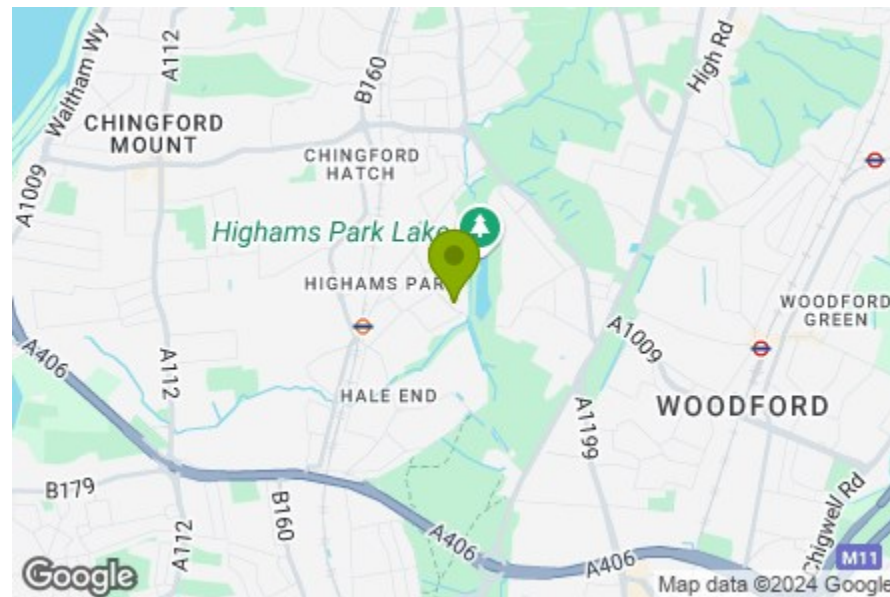 Waltham Wy
A112
B160
High Rd
CHINGFORD
MOUNT
CHINGFORD
HATCH
A1009
Highams Park Lake
HIGHAMS PARK
WOODFORD
GREEN
A1009
A406
A112
HALE END
WOODFORD
A1199
B179
B160
A112
A406
A406
Chigwell Rd
M11
Google
Map data ©2024 Google